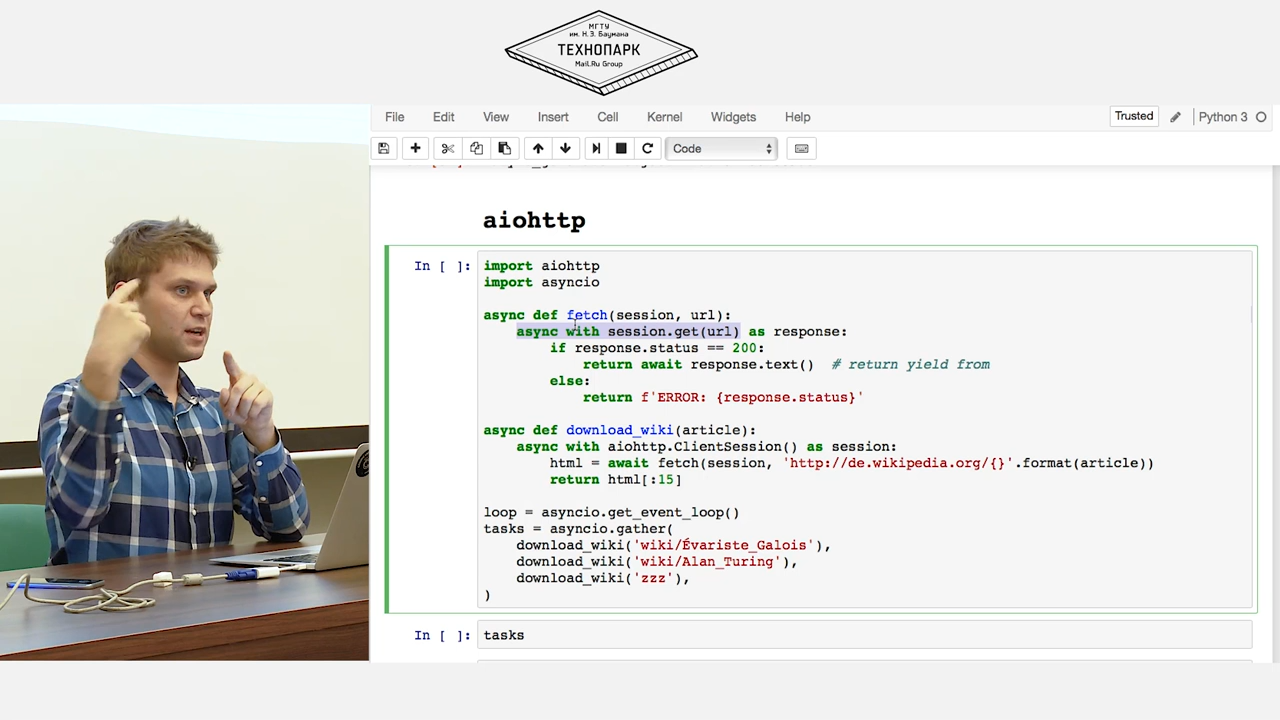 МГТУ
им. Н.Э. Баумана
ТЕХНОПАРК
Mail.Ru Group
File Edit View Insert Cell Kernel Widgets Help
Trusted
Python 3
Code
aiohttp
In [ ]:
import aiohttp
import asyncio
async def fetch(session, url):
async with session.get(url) as response:
if response.status == 200:
return await response.text()  # return yield from
else:
return f'ERROR: {response.status}'
async def download_wiki(article):
async with aiohttp.ClientSession() as session:
html = await fetch(session, 'http://de.wikipedia.org/{}'.format(article))
return html[:15]
loop = asyncio.get_event_loop()
tasks = asyncio.gather(
download_wiki('wiki/Évariste_Galois'),
download_wiki('wiki/Alan_Turing'),
download_wiki('zzz'),
)
In [ ]: tasks